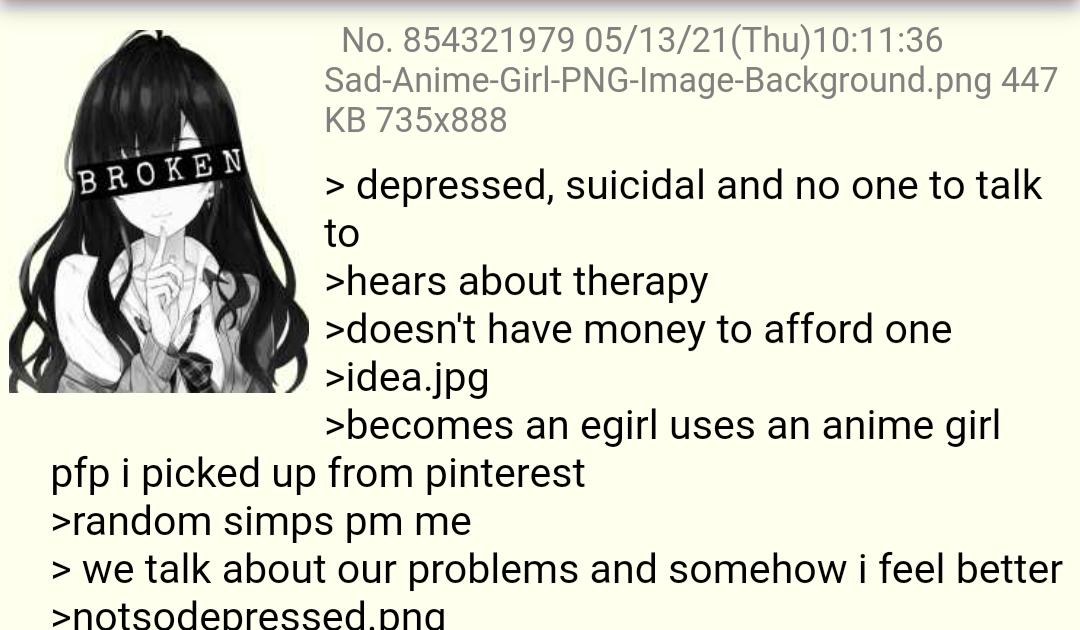 No. 854321979 05/13/21(Thu)10:11:36
Sad-Anime-Girl-PNG-Image-Background.png 447
KB 735x888
BROKEN
> depressed, suicidal and no one to talk
to
>hears about therapy
>doesn't have money to afford one
>idea.jpg
>becomes an egirl uses an anime girl
pfp i picked up from pinterest
>random simps pm me
> we talk about our problems and somehow i feel better
>notsodepressed.png